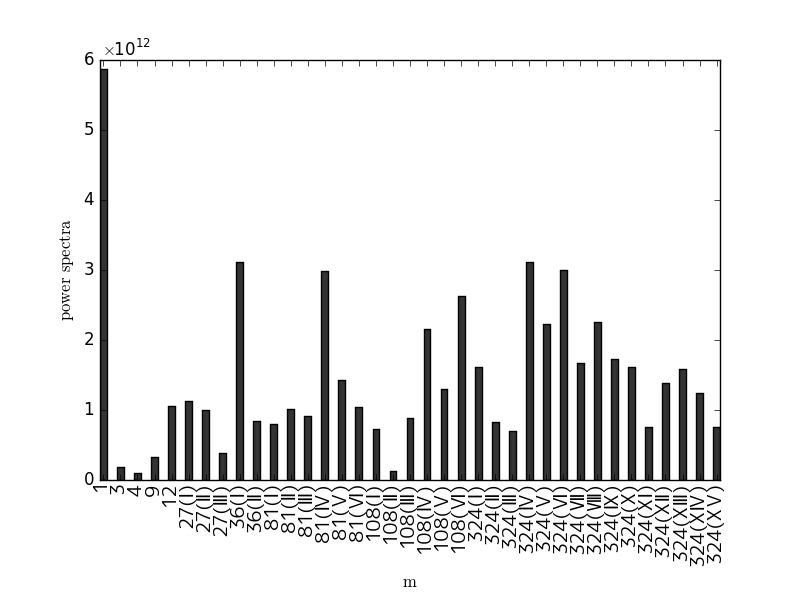 ×10¹²
6
5
4
3
2
1
0
power spectra
1
3
4
9
12
27(I)
27(II)
27(III)
36(I)
36(II)
81(I)
81(II)
81(III)
81(IV)
81(V)
81(VI)
108(I)
108(II)
108(III)
108(IV)
108(V)
108(VI)
324(I)
324(II)
324(III)
324(IV)
324(V)
324(VI)
324(VII)
324(VIII)
324(IX)
324(X)
324(XI)
324(XII)
324(XIII)
324(XIV)
324(XV)
m